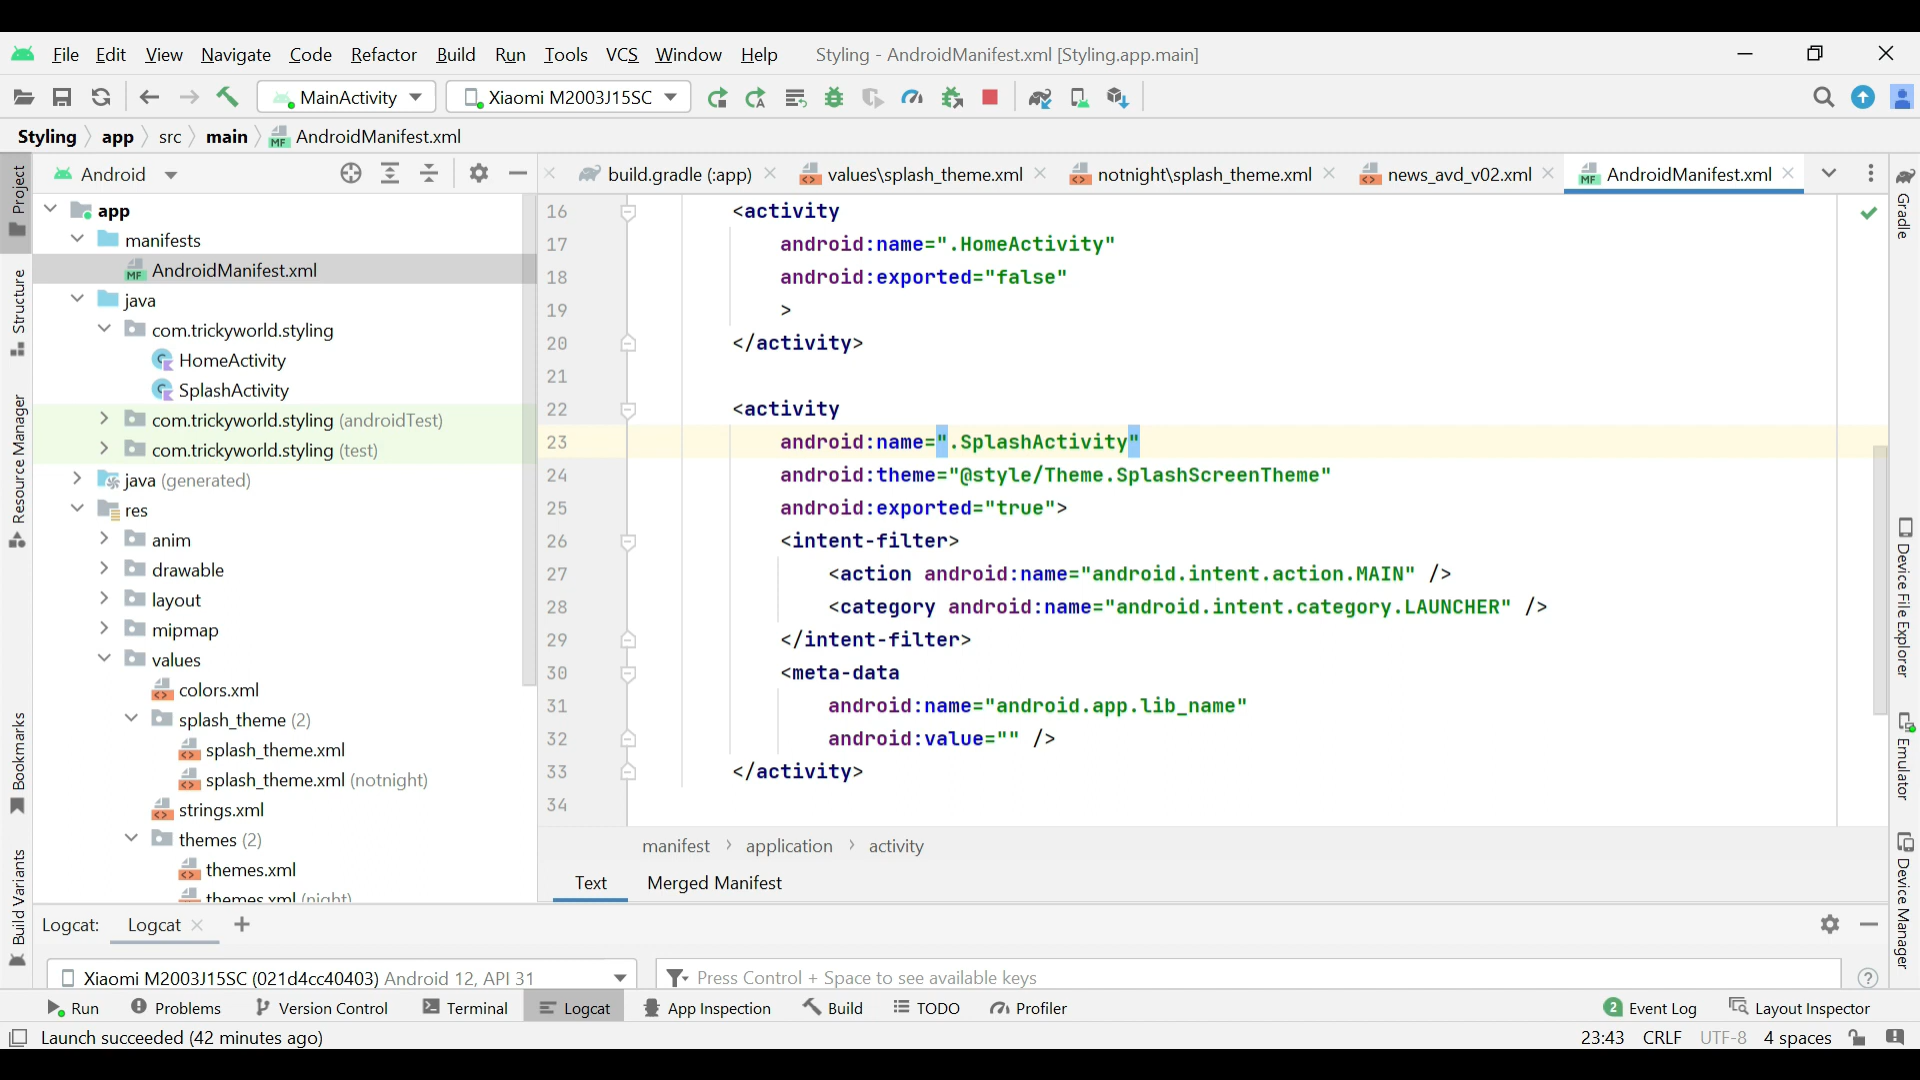 File Edit View Navigate Code Refactor Build Run Tools VCS Window Help Styling - AndroidManifest.xml [Styling.app.main]
MainActivity Xiaomi M2003J15SC
Styling app src main AndroidManifest.xml
Project
Structure
Resource Manager
Bookmarks
Build Variants
Android
app
manifests
AndroidManifest.xml
java
com.trickyworld.styling
HomeActivity
SplashActivity
com.trickyworld.styling (androidTest)
com.trickyworld.styling (test)
java (generated)
res
anim
drawable
layout
mipmap
values
colors.xml
splash_theme (2)
splash_theme.xml
splash_theme.xml (notnight)
strings.xml
themes (2)
themes.xml
themes.xml (night)
build.gradle (:app) values\splash_theme.xml notnight\splash_theme.xml news_avd_v02.xml AndroidManifest.xml
16 <activity
17 android:name=".HomeActivity"
18 android:exported="false"
19 >
20 </activity>
21
22 <activity
23 android:name=".SplashActivity"
24 android:theme="@style/Theme.SplashScreenTheme"
25 android:exported="true">
26 <intent-filter>
27 <action android:name="android.intent.action.MAIN" />
28 <category android:name="android.intent.category.LAUNCHER" />
29 </intent-filter>
30 <meta-data
31 android:name="android.app.lib_name"
32 android:value="" />
33 </activity>
34
manifest › application › activity
Text Merged Manifest
Gradle
Device File Explorer
Emulator
Device Manager
Logcat: Logcat
Xiaomi M2003J15SC (021d4cc40403) Android 12, API 31 Press Control + Space to see available keys
Run Problems Version Control Terminal Logcat App Inspection Build TODO Profiler 2 Event Log Layout Inspector
Launch succeeded (42 minutes ago) 23:43 CRLF UTF-8 4 spaces